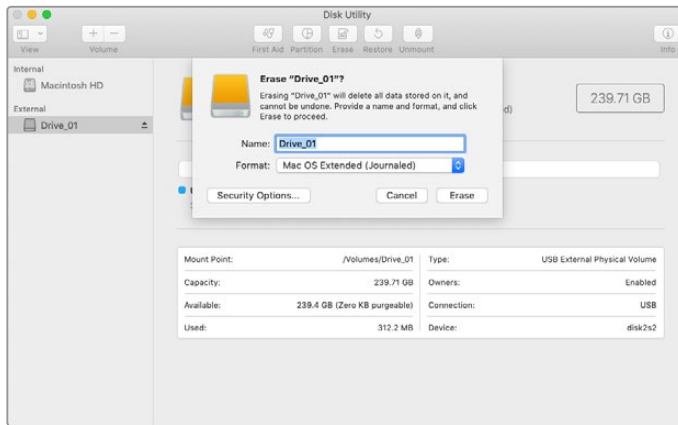 Disk Utility
View
Volume
First Aid Partition Erase Restore Unmount
Info
Internal
Macintosh HD
External
Drive_01
Erase "Drive_01"?
Erasing "Drive_01" will delete all data stored on it, and
cannot be undone. Provide a name and format, and click
Erase to proceed.
Name: Drive_01
Format: Mac OS Extended (Journaled)
Security Options... Cancel Erase
239.71 GB
Mount Point: /Volumes/Drive_01 Type: USB External Physical Volume
Capacity: 239.71 GB Owners: Enabled
Available: 239.4 GB (Zero KB purgeable) Connection: USB
Used: 312.2 MB Device: disk2s2